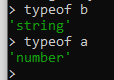 > typeof b
'string'
> typeof a
'number'
>